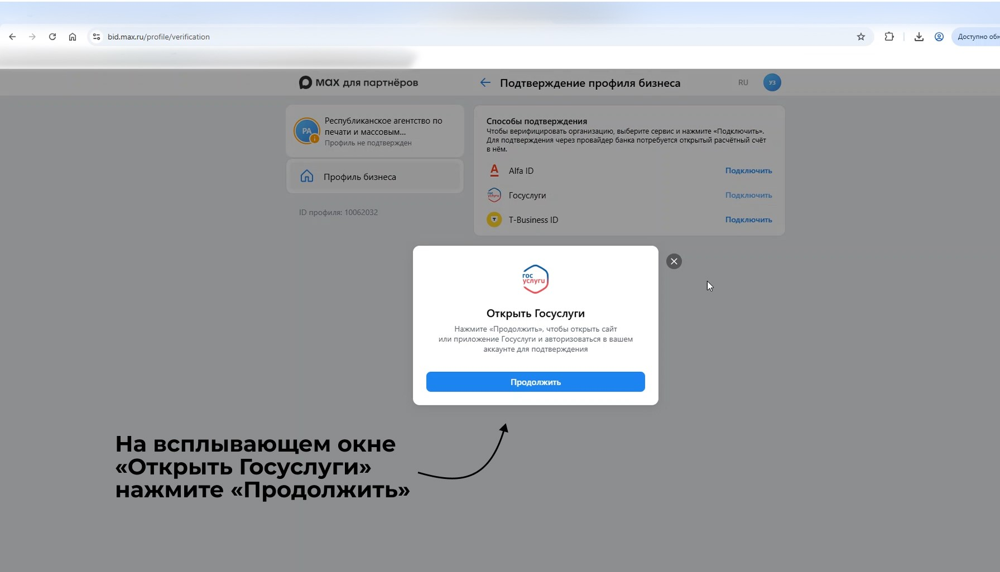 bid.max.ru/profile/verification
Доступно обн
max для партнёров
Подтверждение профиля бизнеса
RU
УЗ
РА
Республиканское агентство по
печати и массовым...
Профиль не подтвержден
Профиль бизнеса
ID профиля: 10062032
Способы подтверждения
Чтобы верифицировать организацию, выберите сервис и нажмите «Подключить».
Для подтверждения через провайдер банка потребуется открытый расчётный счёт
в нём.
Alfa ID
Подключить
гос
услуги
Госуслуги
Подключить
T-Business ID
Подключить
гос
услуги
Открыть Госуслуги
Нажмите «Продолжить», чтобы открыть сайт
или приложение Госуслуги и авторизоваться в вашем
аккаунте для подтверждения
Продолжить
На всплывающем окне
«Открыть Госуслуги»
нажмите «Продолжить»